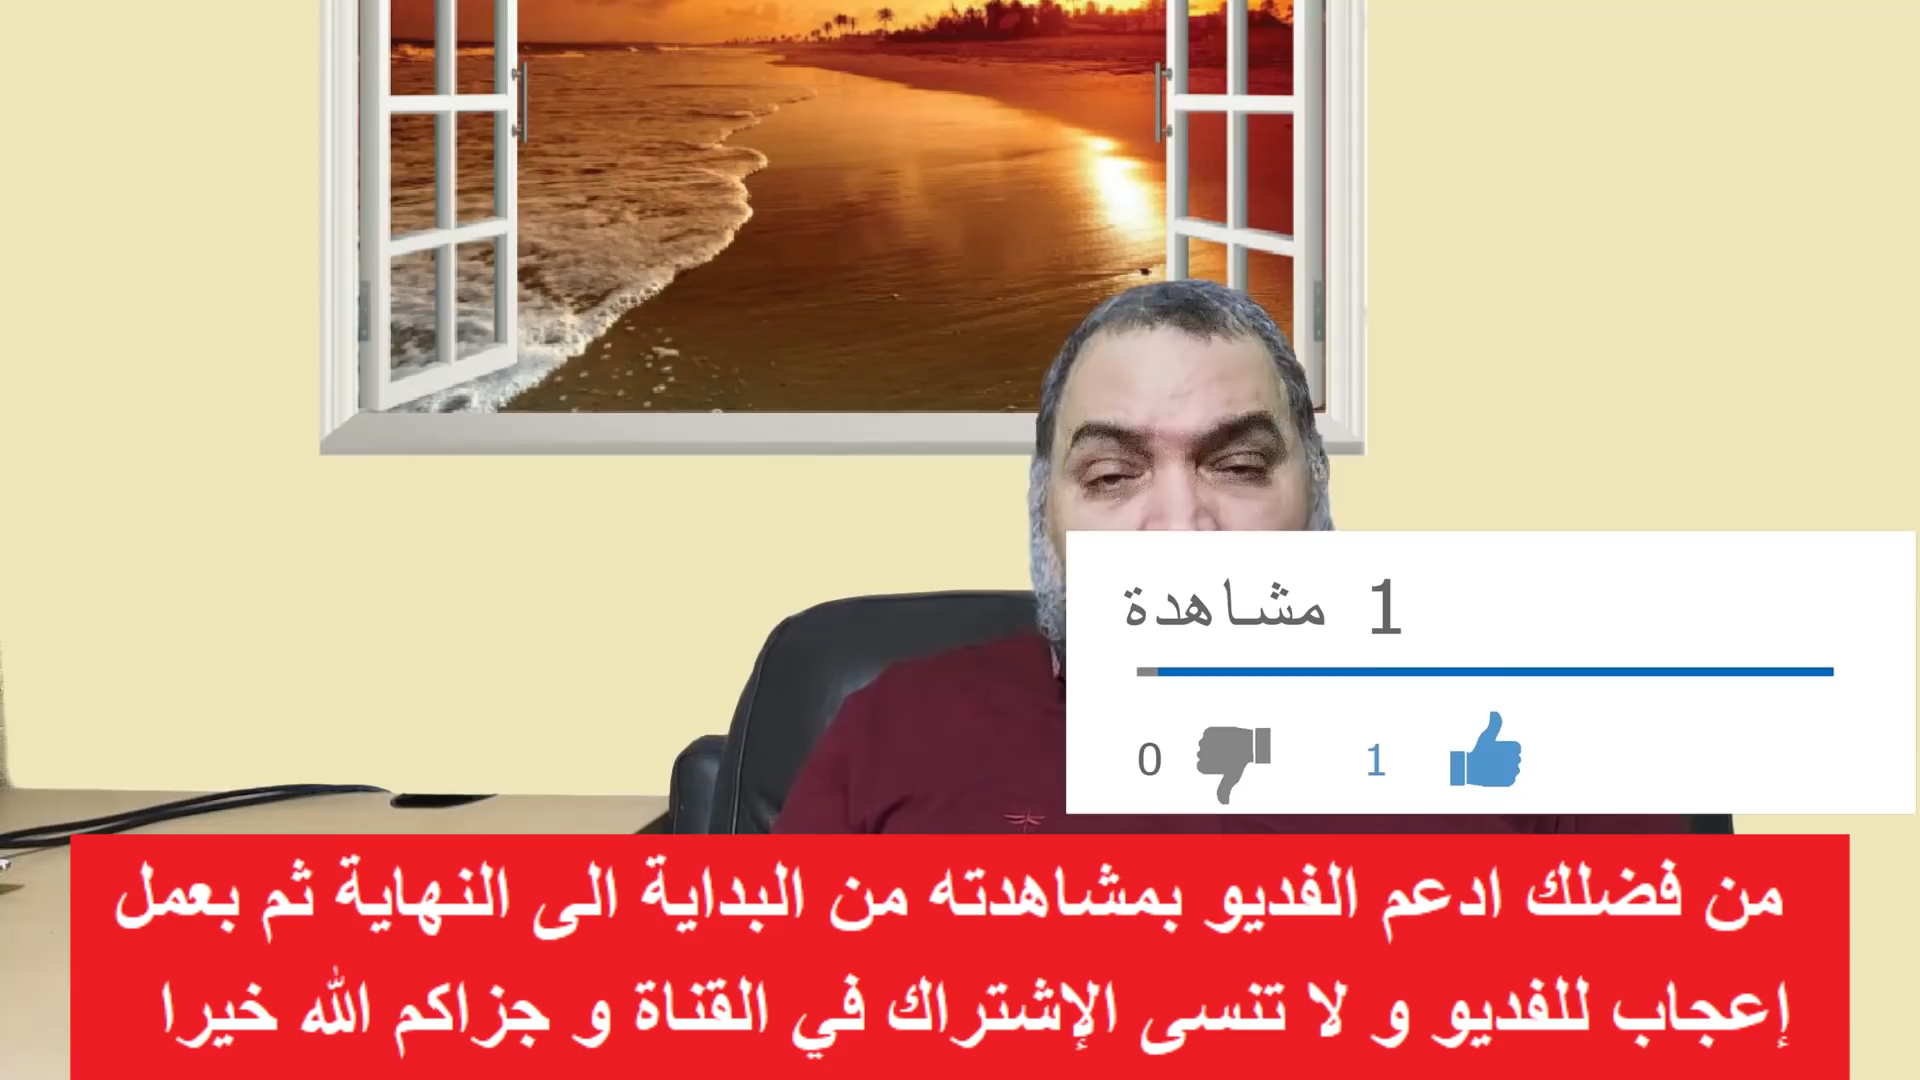 1 مشاهدة
0 1
من فضلك ادعم الفديو بمشاهدته من البداية الى النهاية ثم بعمل
إعجاب للفديو و لا تنسى الإشتراك في القناة و جزاكم الله خيرا